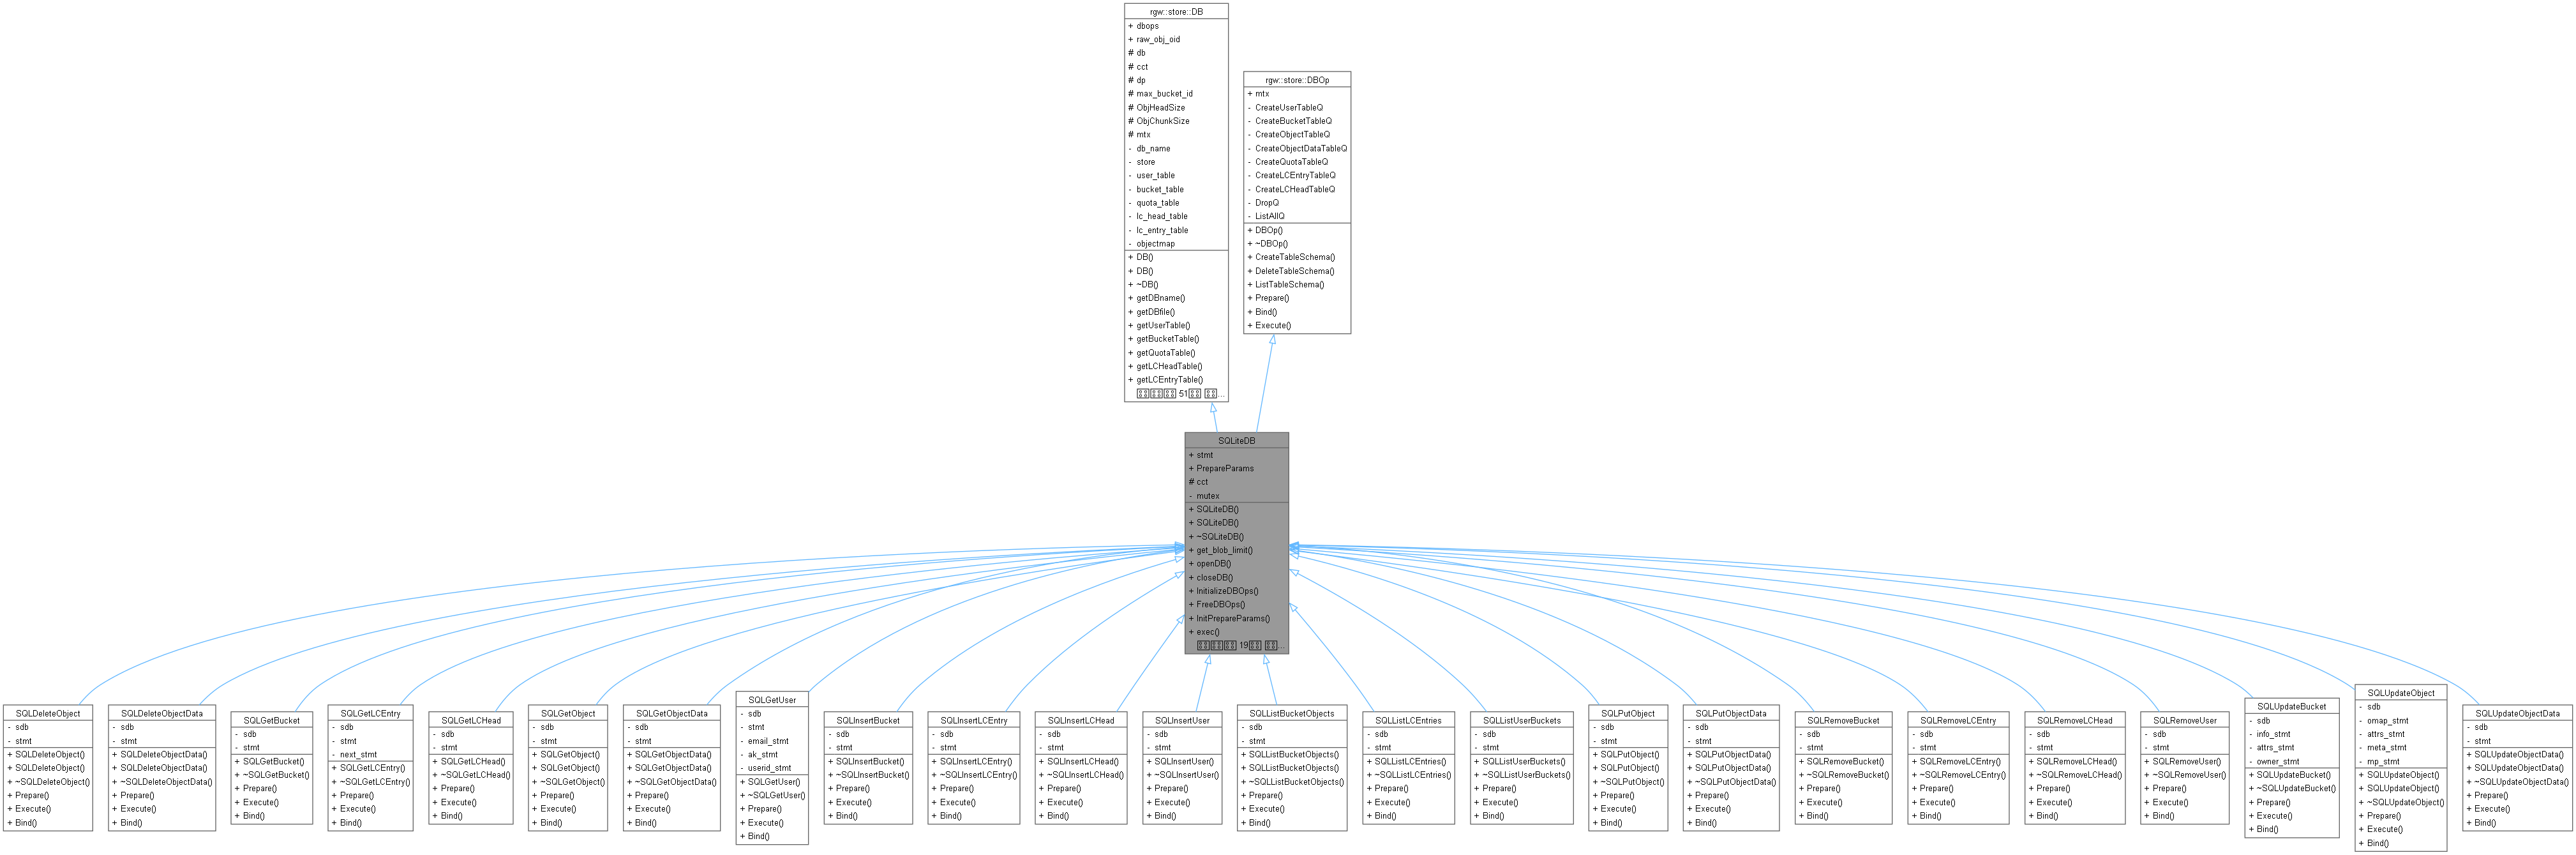 rgw::store::DB
+ dbops
+ raw_obj_oid
# db
# cct
# dp
# max_bucket_id
# ObjHeadSize
# ObjChunkSize
# mtx
- db_name
- store
- user_table
- bucket_table
- quota_table
- lc_head_table
- lc_entry_table
- objectmap
+ DB()
+ DB()
+ ~DB()
+ getDBname()
+ getDBfile()
+ getUserTable()
+ getBucketTable()
+ getQuotaTable()
+ getLCHeadTable()
+ getLCEntryTable()
51 ...
rgw::store::DBOp
+ mtx
- CreateUserTableQ
- CreateBucketTableQ
- CreateObjectTableQ
- CreateObjectDataTableQ
- CreateQuotaTableQ
- CreateLCEntryTableQ
- CreateLCHeadTableQ
- DropQ
- ListAllQ
+ DBOp()
+ ~DBOp()
+ CreateTableSchema()
+ DeleteTableSchema()
+ ListTableSchema()
+ Prepare()
+ Bind()
+ Execute()
SQLiteDB
+ stmt
+ PrepareParams
# cct
- mutex
+ SQLiteDB()
+ SQLiteDB()
+ ~SQLiteDB()
+ get_blob_limit()
+ openDB()
+ closeDB()
+ InitializeDBOps()
+ FreeDBOps()
+ InitPrepareParams()
+ exec()
19 ...
SQLDeleteObject
- sdb
- stmt
+ SQLDeleteObject()
+ SQLDeleteObject()
+ ~SQLDeleteObject()
+ Prepare()
+ Execute()
+ Bind()
SQLDeleteObjectData
- sdb
- stmt
+ SQLDeleteObjectData()
+ SQLDeleteObjectData()
+ ~SQLDeleteObjectData()
+ Prepare()
+ Execute()
+ Bind()
SQLGetBucket
- sdb
- stmt
+ SQLGetBucket()
+ ~SQLGetBucket()
+ Prepare()
+ Execute()
+ Bind()
SQLGetLCEntry
- sdb
- stmt
- next_stmt
+ SQLGetLCEntry()
+ ~SQLGetLCEntry()
+ Prepare()
+ Execute()
+ Bind()
SQLGetLCHead
- sdb
- stmt
+ SQLGetLCHead()
+ ~SQLGetLCHead()
+ Prepare()
+ Execute()
+ Bind()
SQLGetObject
- sdb
- stmt
+ SQLGetObject()
+ SQLGetObject()
+ ~SQLGetObject()
+ Prepare()
+ Execute()
+ Bind()
SQLGetObjectData
- sdb
- stmt
+ SQLGetObjectData()
+ SQLGetObjectData()
+ ~SQLGetObjectData()
+ Prepare()
+ Execute()
+ Bind()
SQLGetUser
- sdb
- stmt
- email_stmt
- ak_stmt
- userid_stmt
+ SQLGetUser()
+ ~SQLGetUser()
+ Prepare()
+ Execute()
+ Bind()
SQLInsertBucket
- sdb
- stmt
+ SQLInsertBucket()
+ ~SQLInsertBucket()
+ Prepare()
+ Execute()
+ Bind()
SQLInsertLCEntry
- sdb
- stmt
+ SQLInsertLCEntry()
+ ~SQLInsertLCEntry()
+ Prepare()
+ Execute()
+ Bind()
SQLInsertLCHead
- sdb
- stmt
+ SQLInsertLCHead()
+ ~SQLInsertLCHead()
+ Prepare()
+ Execute()
+ Bind()
SQLInsertUser
- sdb
- stmt
+ SQLInsertUser()
+ ~SQLInsertUser()
+ Prepare()
+ Execute()
+ Bind()
SQLListBucketObjects
- sdb
- stmt
+ SQLListBucketObjects()
+ SQLListBucketObjects()
+ ~SQLListBucketObjects()
+ Prepare()
+ Execute()
+ Bind()
SQLListLCEntries
- sdb
- stmt
+ SQLListLCEntries()
+ ~SQLListLCEntries()
+ Prepare()
+ Execute()
+ Bind()
SQLListUserBuckets
- sdb
- stmt
+ SQLListUserBuckets()
+ ~SQLListUserBuckets()
+ Prepare()
+ Execute()
+ Bind()
SQLPutObject
- sdb
- stmt
+ SQLPutObject()
+ SQLPutObject()
+ ~SQLPutObject()
+ Prepare()
+ Execute()
+ Bind()
SQLPutObjectData
- sdb
- stmt
+ SQLPutObjectData()
+ SQLPutObjectData()
+ ~SQLPutObjectData()
+ Prepare()
+ Execute()
+ Bind()
SQLRemoveBucket
- sdb
- stmt
+ SQLRemoveBucket()
+ ~SQLRemoveBucket()
+ Prepare()
+ Execute()
+ Bind()
SQLRemoveLCEntry
- sdb
- stmt
+ SQLRemoveLCEntry()
+ ~SQLRemoveLCEntry()
+ Prepare()
+ Execute()
+ Bind()
SQLRemoveLCHead
- sdb
- stmt
+ SQLRemoveLCHead()
+ ~SQLRemoveLCHead()
+ Prepare()
+ Execute()
+ Bind()
SQLRemoveUser
- sdb
- stmt
+ SQLRemoveUser()
+ ~SQLRemoveUser()
+ Prepare()
+ Execute()
+ Bind()
SQLUpdateBucket
- sdb
- info_stmt
- attrs_stmt
- owner_stmt
+ SQLUpdateBucket()
+ ~SQLUpdateBucket()
+ Prepare()
+ Execute()
+ Bind()
SQLUpdateObject
- sdb
- omap_stmt
- attrs_stmt
- meta_stmt
- mp_stmt
+ SQLUpdateObject()
+ SQLUpdateObject()
+ ~SQLUpdateObject()
+ Prepare()
+ Execute()
+ Bind()
SQLUpdateObjectData
- sdb
- stmt
+ SQLUpdateObjectData()
+ SQLUpdateObjectData()
+ ~SQLUpdateObjectData()
+ Prepare()
+ Execute()
+ Bind()